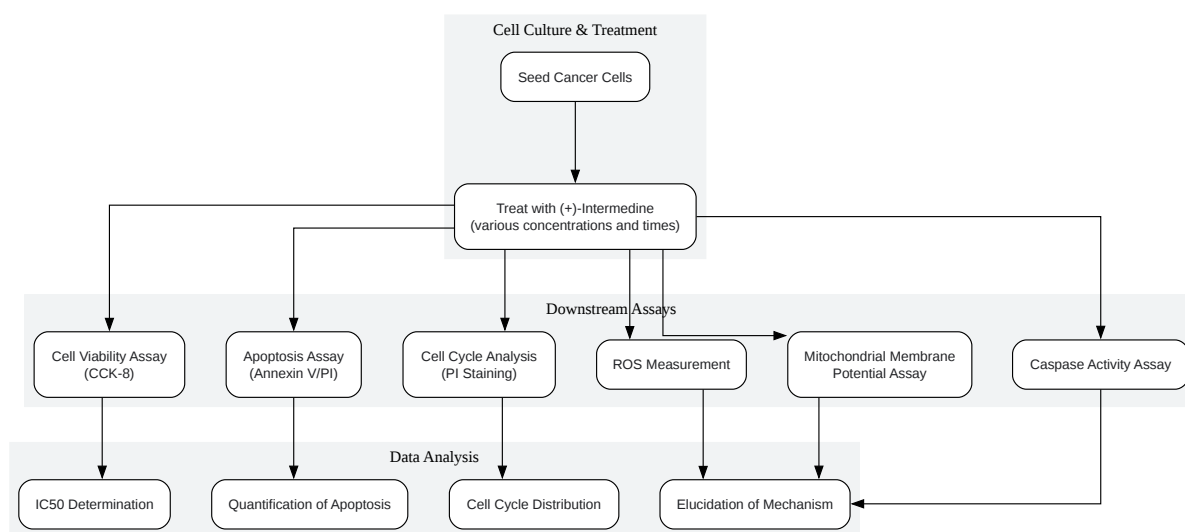 Cell Culture & Treatment
Seed Cancer Cells
Treat with (+)-Intermedine
(various concentrations and times)
Downstream Assays
Cell Viability Assay
(CCK-8)
Apoptosis Assay
(Annexin V/PI)
Cell Cycle Analysis
(PI Staining)
ROS Measurement
Mitochondrial Membrane
Potential Assay
Caspase Activity Assay
Data Analysis
IC50 Determination
Quantification of Apoptosis
Cell Cycle Distribution
Elucidation of Mechanism